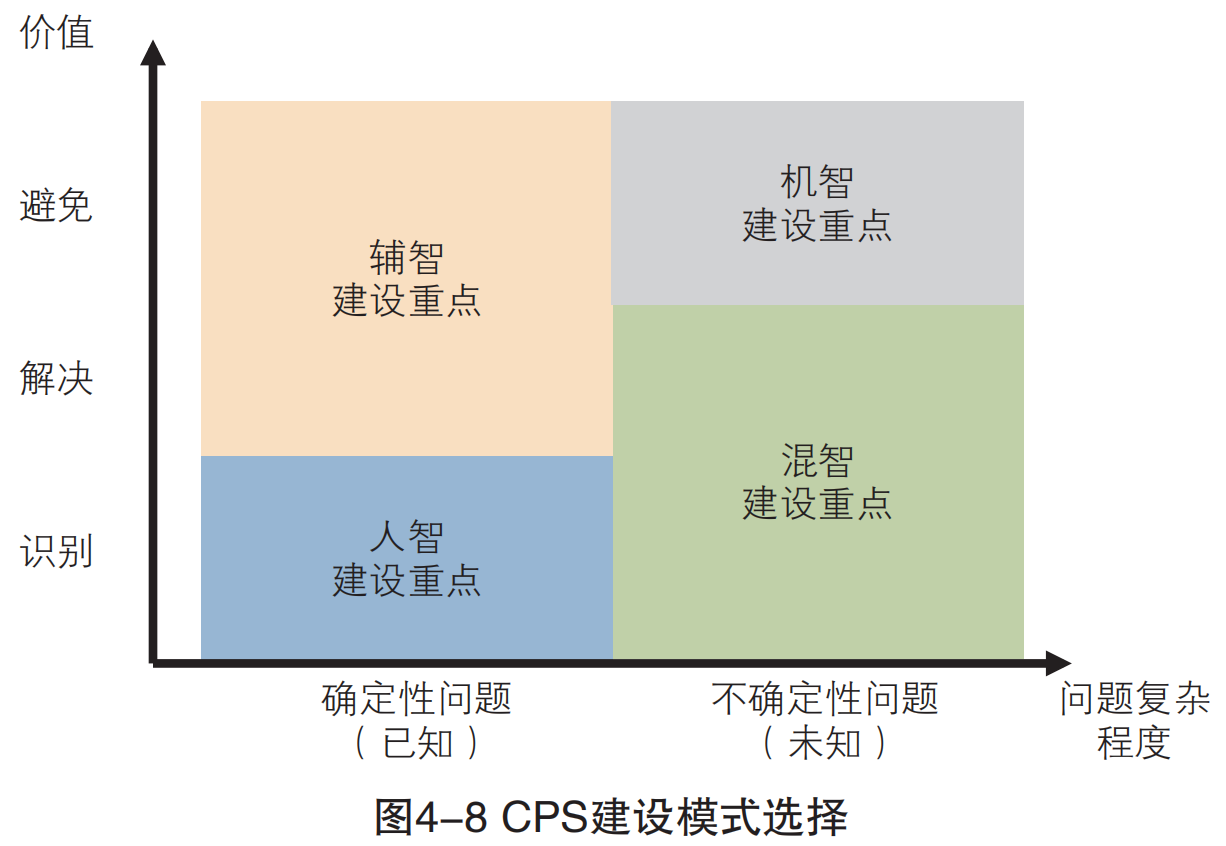 价值
避免
解决
识别
辅智
建设重点
机智
建设重点
人智
建设重点
混智
建设重点
确定性问题
（已知）
不确定性问题
（未知）
问题复杂
程度
图4-8 CPS建设模式选择